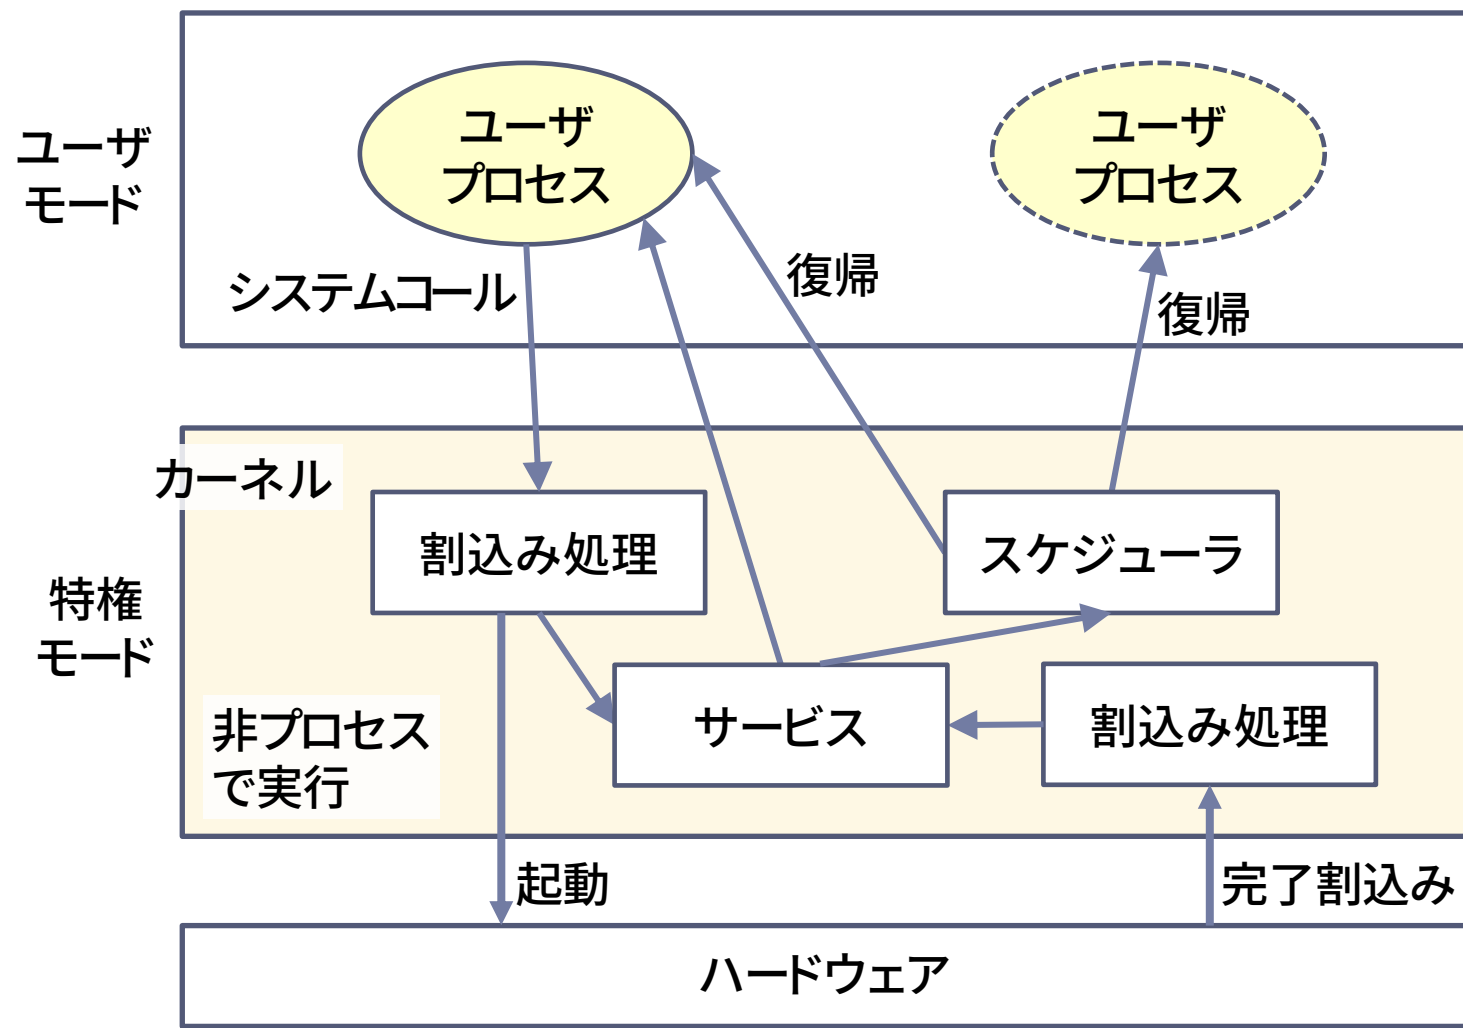 ユーザ
モード
ユーザ
プロセス
ユーザ
プロセス
システムコール
復帰
復帰
カーネル
特権
モード
割込み処理
スケジューラ
サービス
割込み処理
非プロセス
で実行
起動
完了割込み
ハードウェア